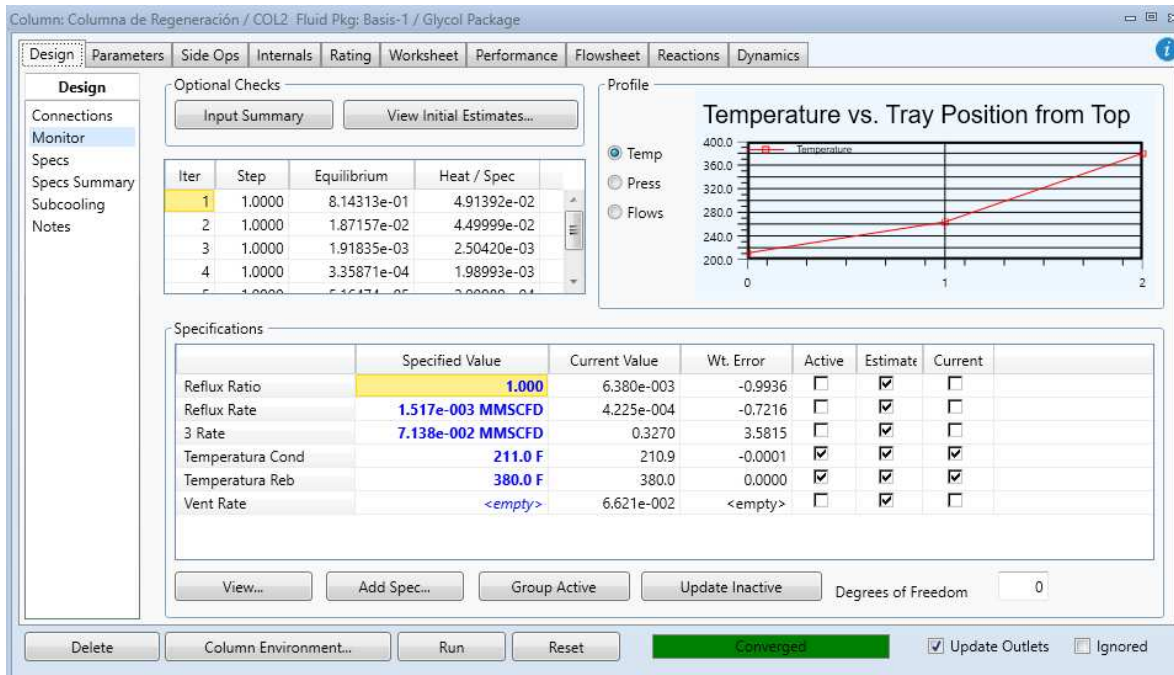 Column: Columna de Regeneración / COL2 Fluid Pkg: Basis-1 / Glycol Package
Design Parameters Side Ops Internals Rating Worksheet Performance Flowsheet Reactions Dynamics
Design
Connections
Monitor
Specs
Specs Summary
Subcooling
Notes
Optional Checks
Input Summary View Initial Estimates...
Iter Step Equilibrium Heat / Spec
1 1.0000 8.14313e-01 4.91392e-02
2 1.0000 1.87157e-02 4.49999e-02
3 1.0000 1.91835e-03 2.50420e-03
4 1.0000 3.35871e-04 1.98993e-03
Profile
Temp
Press
Flows
Temperature vs. Tray Position from Top
Temperature
400.0
360.0
320.0
280.0
240.0
200.0
0 1 2
Specifications
Specified Value Current Value Wt. Error Active Estimate Current
Reflux Ratio 1.000 6.380e-003 -0.9936
Reflux Rate 1.517e-003 MMSCFD 4.225e-004 -0.7216
3 Rate 7.138e-002 MMSCFD 0.3270 3.5815
Temperatura Cond 211.0 F 210.9 -0.0001
Temperatura Reb 380.0 F 380.0 0.0000
Vent Rate <empty> 6.621e-002 <empty>
View... Add Spec... Group Active Update Inactive Degrees of Freedom 0
Delete Column Environment... Run Reset Converged Update Outlets Ignored